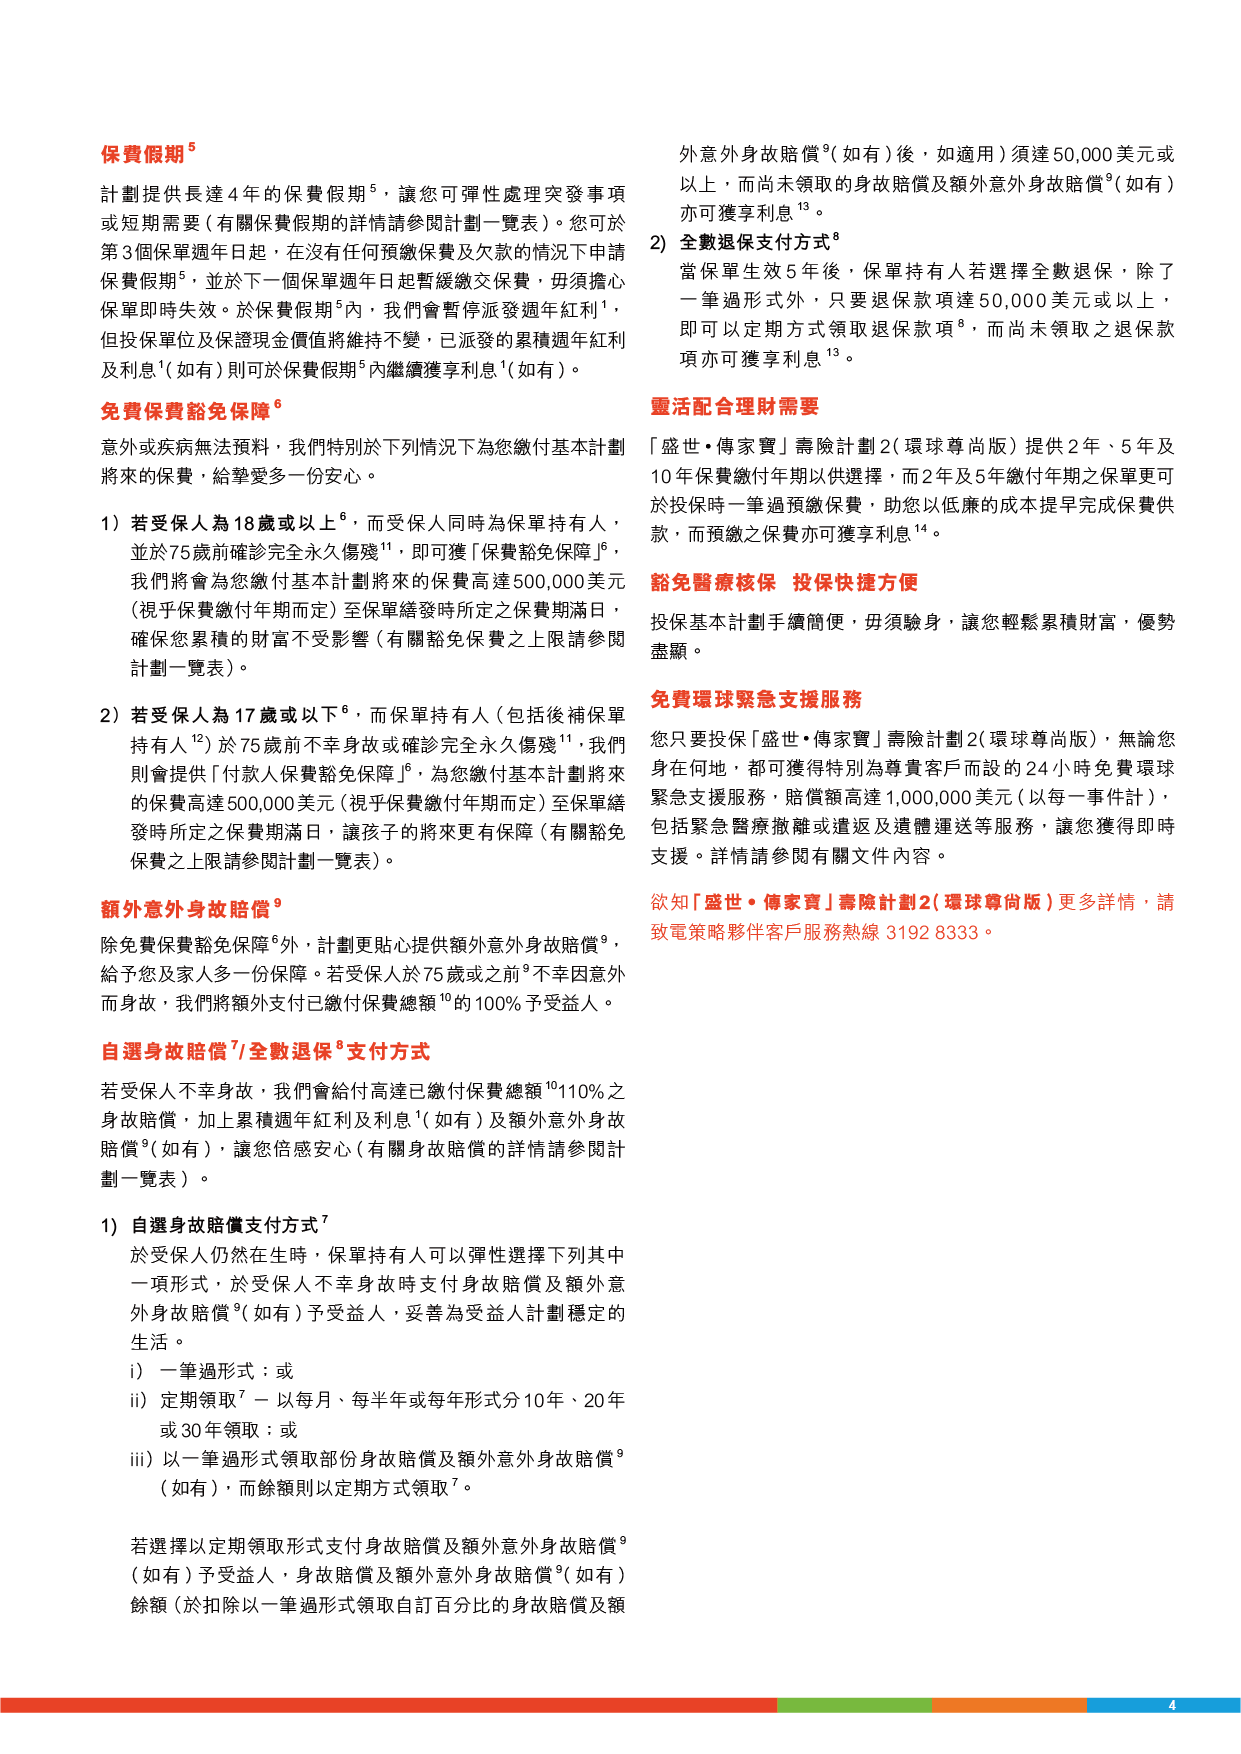 保費假期5
計劃提供長達4年的保費假期5，讓您可彈性處理突發事項
或短期需要（有關保費假期的詳情請參閱計劃一覽表）。您可於
第3個保單週年日起，在沒有任何預繳保費及欠款的情況下申請
保費假期5，並於下一個保單週年日起暫緩繳交保費，毋須擔心
保單即時失效。於保費假期5內，我們會暫停派發週年紅利1，
但投保單位及保證現金價值將維持不變，已派發的累積週年紅利
及利息1（如有）則可於保費假期5內繼續獲享利息1（如有）。
免費保費豁免保障6
意外或疾病無法預料，我們特別於下列情況下為您繳付基本計劃
將來的保費，給摯愛多一份安心。
1）若受保人為18歲或以上6，而受保人同時為保單持有人，
並於75歲前確診完全永久傷殘11，即可獲「保費豁免保障」6，
我們將會為您繳付基本計劃將來的保費高達500,000美元
（視乎保費繳付年期而定）至保單繕發時所定之保費期滿日，
確保您累積的財富不受影響（有關豁免保費之上限請參閱
計劃一覽表）。
2）若受保人為17歲或以下6，而保單持有人（包括後補保單
持有人12）於75歲前不幸身故或確診完全永久傷殘11，我們
則會提供「付款人保費豁免保障」6，為您繳付基本計劃將來
的保費高達500,000美元（視乎保費繳付年期而定）至保單繕
發時所定之保費期滿日，讓孩子的將來更有保障（有關豁免
保費之上限請參閱計劃一覽表）。
額外意外身故賠償9
除免費保費豁免保障6外，計劃更貼心提供額外意外身故賠償9，
給予您及家人多一份保障。若受保人於75歲或之前9不幸因意外
而身故，我們將額外支付已繳付保費總額10的100%予受益人。
自選身故賠償7/全數退保8支付方式
若受保人不幸身故，我們會給付高達已繳付保費總額10110%之
身故賠償，加上累積週年紅利及利息1（如有）及額外意外身故
賠償9（如有），讓您倍感安心（有關身故賠償的詳情請參閱計
劃一覽表）。
1) 自選身故賠償支付方式7
於受保人仍然在生時，保單持有人可以彈性選擇下列其中
一項形式，於受保人不幸身故時支付身故賠償及額外意
外身故賠償9（如有）予受益人，妥善為受益人計劃穩定的
生活。
i） 一筆過形式；或
ii）定期領取7 — 以每月、每半年或每年形式分10年、20年
或30年領取；或
iii）以一筆過形式領取部份身故賠償及額外意外身故賠償9
（如有），而餘額則以定期方式領取7。
若選擇以定期領取形式支付身故賠償及額外意外身故賠償9
（如有）予受益人，身故賠償及額外意外身故賠償9（如有）
餘額（於扣除以一筆過形式領取自訂百分比的身故賠償及額
外意外身故賠償9（如有）後，如適用）須達50,000美元或
以上，而尚未領取的身故賠償及額外意外身故賠償9（如有）
亦可獲享利息13。
2) 全數退保支付方式8
當保單生效5年後，保單持有人若選擇全數退保，除了
一筆過形式外，只要退保款項達50,000美元或以上，
即可以定期方式領取退保款項8，而尚未領取之退保款
項亦可獲享利息13。
靈活配合理財需要
「盛世•傳家寶」壽險計劃2（環球尊尚版）提供2年、5年及
10年保費繳付年期以供選擇，而2年及5年繳付年期之保單更可
於投保時一筆過預繳保費，助您以低廉的成本提早完成保費供
款，而預繳之保費亦可獲享利息14。
豁免醫療核保 投保快捷方便
投保基本計劃手續簡便，毋須驗身，讓您輕鬆累積財富，優勢
盡顯。
免費環球緊急支援服務
您只要投保「盛世•傳家寶」壽險計劃2（環球尊尚版），無論您
身在何地，都可獲得特別為尊貴客戶而設的24小時免費環球
緊急支援服務，賠償額高達1,000,000美元（以每一事件計），
包括緊急醫療撤離或遣返及遺體運送等服務，讓您獲得即時
支援。詳情請參閱有關文件內容。
欲知「盛世•傳家寶」壽險計劃2（環球尊尚版）更多詳情，請
致電策略夥伴客戶服務熱線 3192 8333。
4